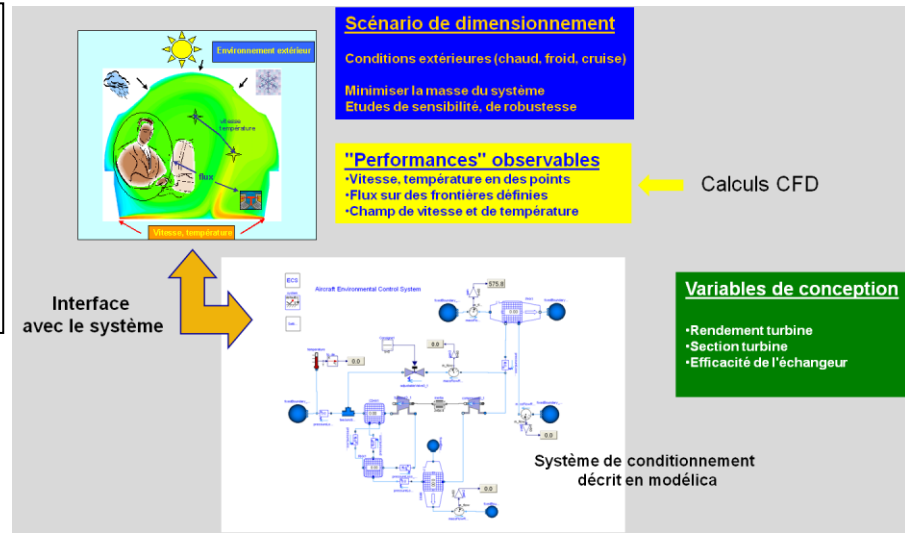 Scénario de dimensionnement
Conditions extérieures (chaud, froid, cruise)
Minimiser la masse du système
Etudes de sensibilité, de robustesse
Environnement extérieur
vitesse
température
flux
Vitesse, température
"Performances" observables
•Vitesse, température en des points
•Flux sur des frontières définies
•Champ de vitesse et de température
Calculs CFD
Interface
avec le système
ECS
Aircraft Environmental Control System
575.8
0.0
0.0
0.0
0.0
Variables de conception
•Rendement turbine
•Section turbine
•Efficacité de l'échangeur
Système de conditionnement
décrit en modélica